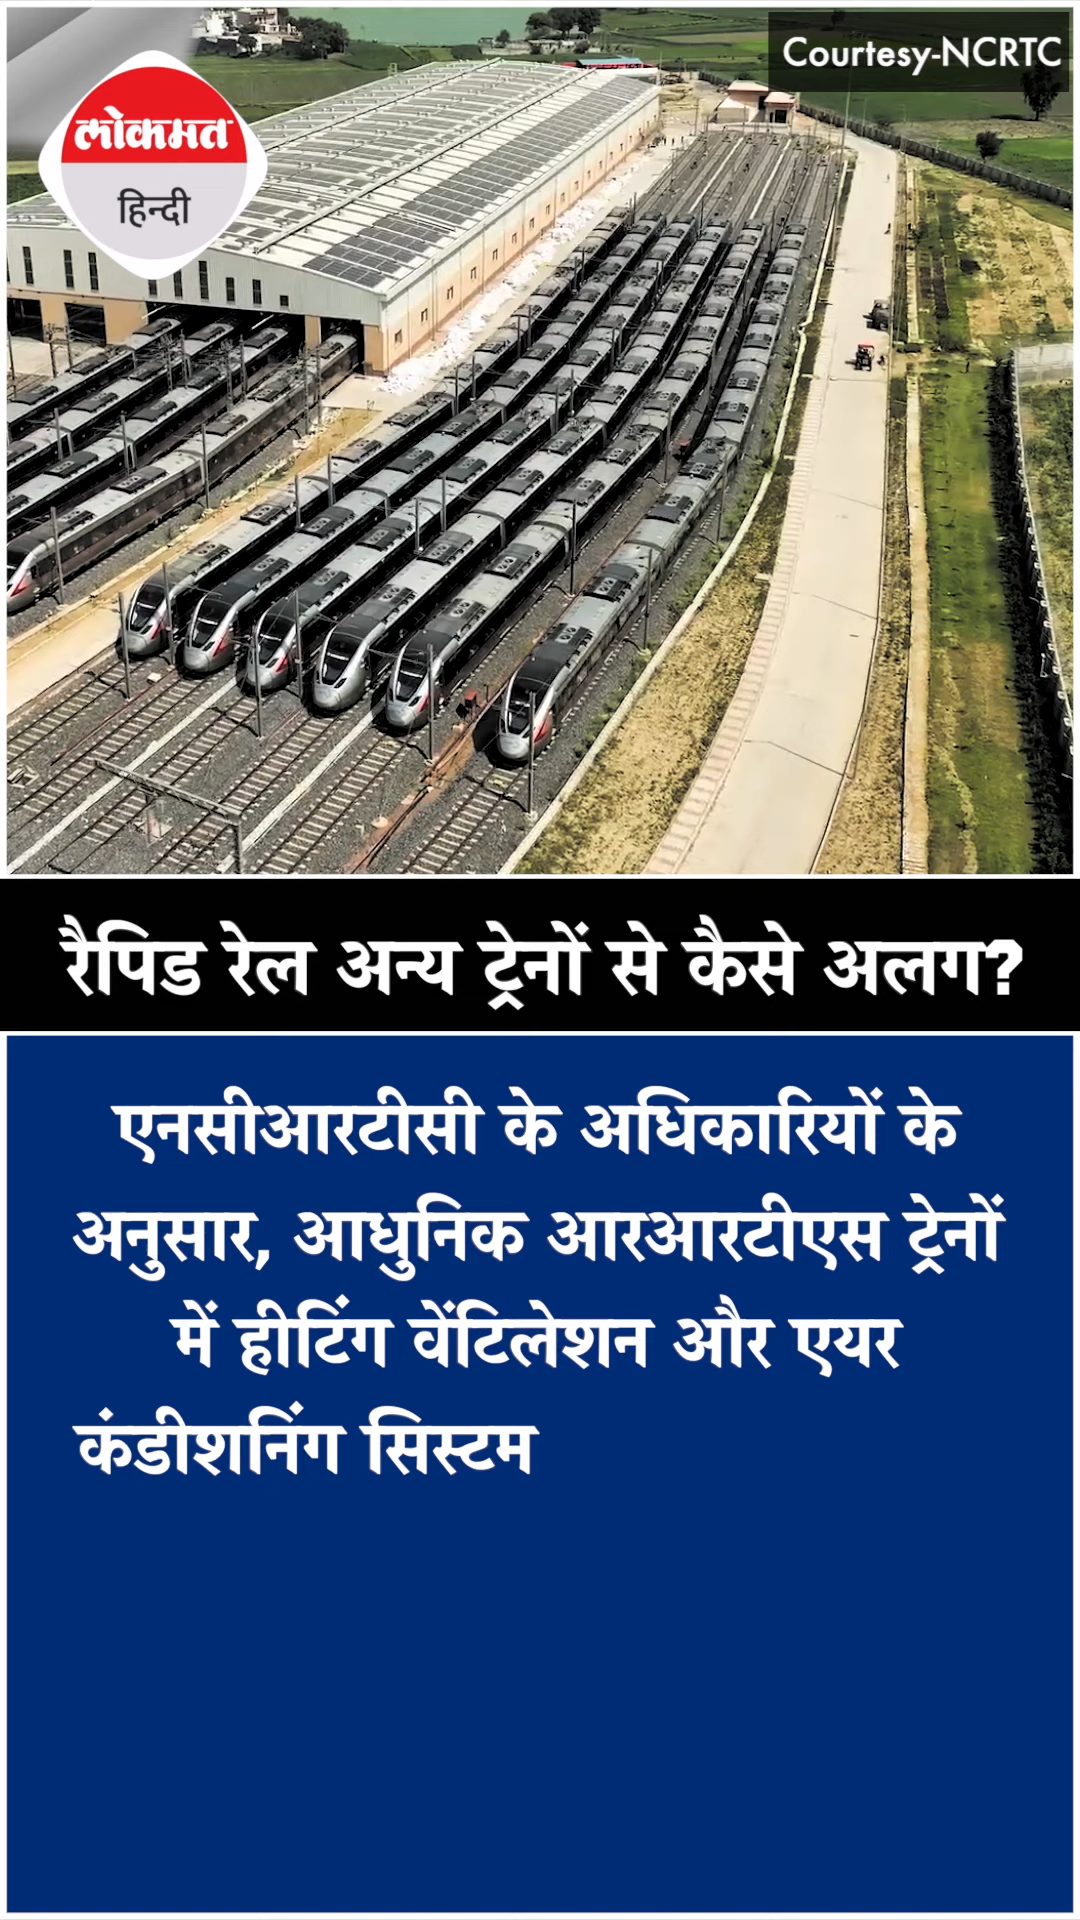 Courtesy-NCRTC
लोकमत
हिन्दी
रैपिड रेल अन्य ट्रेनों से कैसे अलग?
एनसीआरटीसी के अधिकारियों के
अनुसार, आधुनिक आरआरटीएस ट्रेनों
में हीटिंग वेंटिलेशन और एयर
कंडीशनिंग सिस्टम